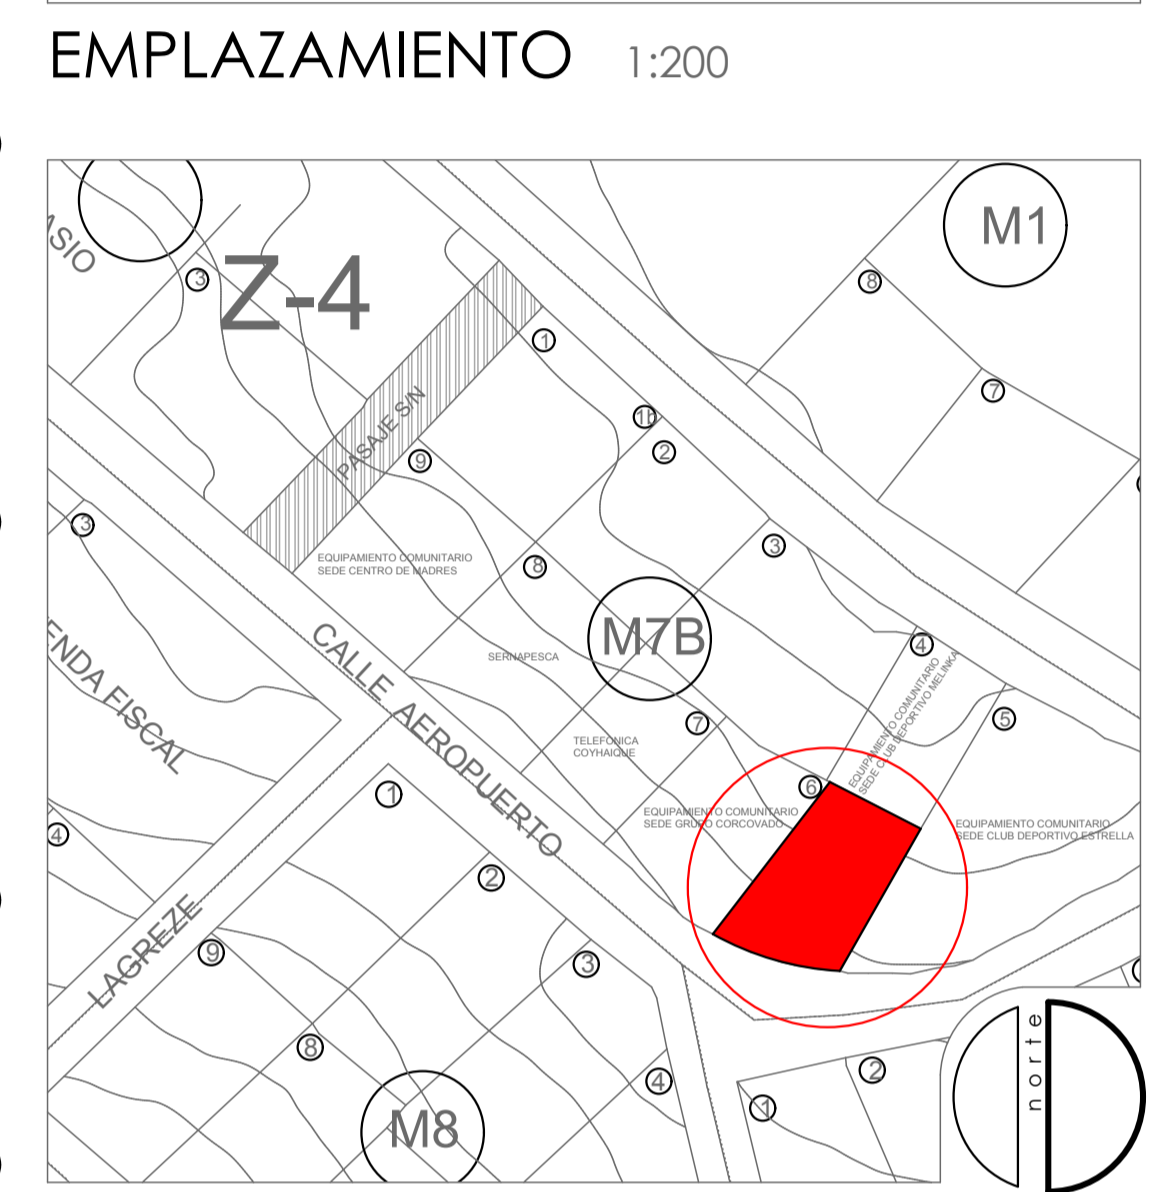 EMPLAZAMIENTO 1:200
M1
ASIO
Z-4
3
8
7
1
1b
2
PASAJE S/N
9
3
3
EQUIPAMIENTO COMUNITARIO
SEDE CENTRO DE MADRES
8
M7B
4
SERNAPESCA
CALLE AEROPUERTO
ENDA FISCAL
EQUIPAMIENTO COMUNITARIO
SEDE CLUB DEPORTIVO MELINKA
7
5
TELEFONICA
COYHAIQUE
6
1
EQUIPAMIENTO COMUNITARIO
SEDE GRUPO CORCOVADO
EQUIPAMIENTO COMUNITARIO
SEDE CLUB DEPORTIVO ESTRELLA
4
2
LAGREZE
9
3
8
4
2
1
M8
norte